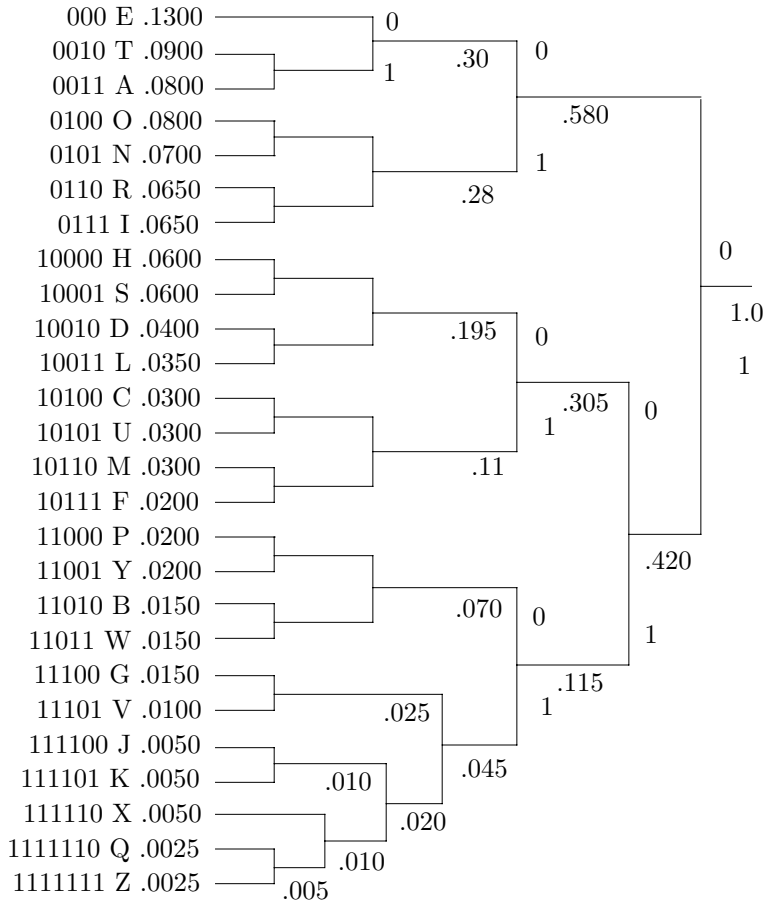 000 E .1300
0
0010 T .0900
.30
0
1
0011 A .0800
.580
0100 O .0800
0101 N .0700
1
0110 R .0650
.28
0111 I .0650
0
10000 H .0600
10001 S .0600
1.0
10010 D .0400
.195
0
10011 L .0350
1
10100 C .0300
.305
0
10101 U .0300
1
10110 M .0300
.11
10111 F .0200
11000 P .0200
11001 Y .0200
.420
11010 B .0150
.070
0
11011 W .0150
1
11100 G .0150
.115
11101 V .0100
.025
1
111100 J .0050
.045
111101 K .0050
.010
111110 X .0050
.020
1111110 Q .0025
.010
1111111 Z .0025
.005